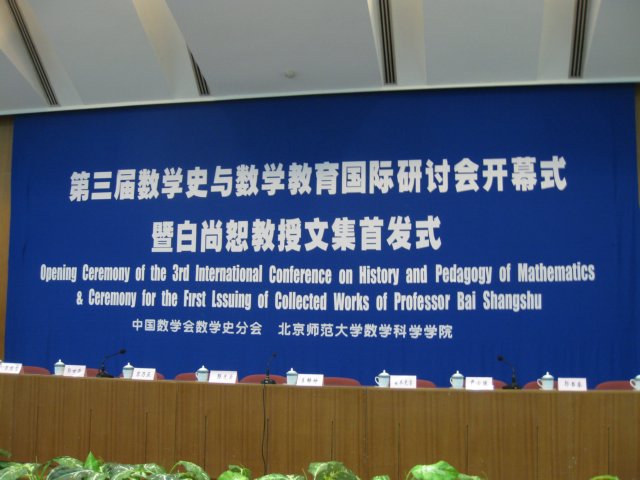 第三届数学史与数学教育国际研讨会开幕式
暨白尚恕教授文集首发式
Opening Ceremony of the 3rd International Conference on History and Pedagogy of Mathematics
& Ceremony for the First Lssuing of Collected Works of Professor Bai Shangshu
中国数学会数学史分会 北京师范大学数学科学学院